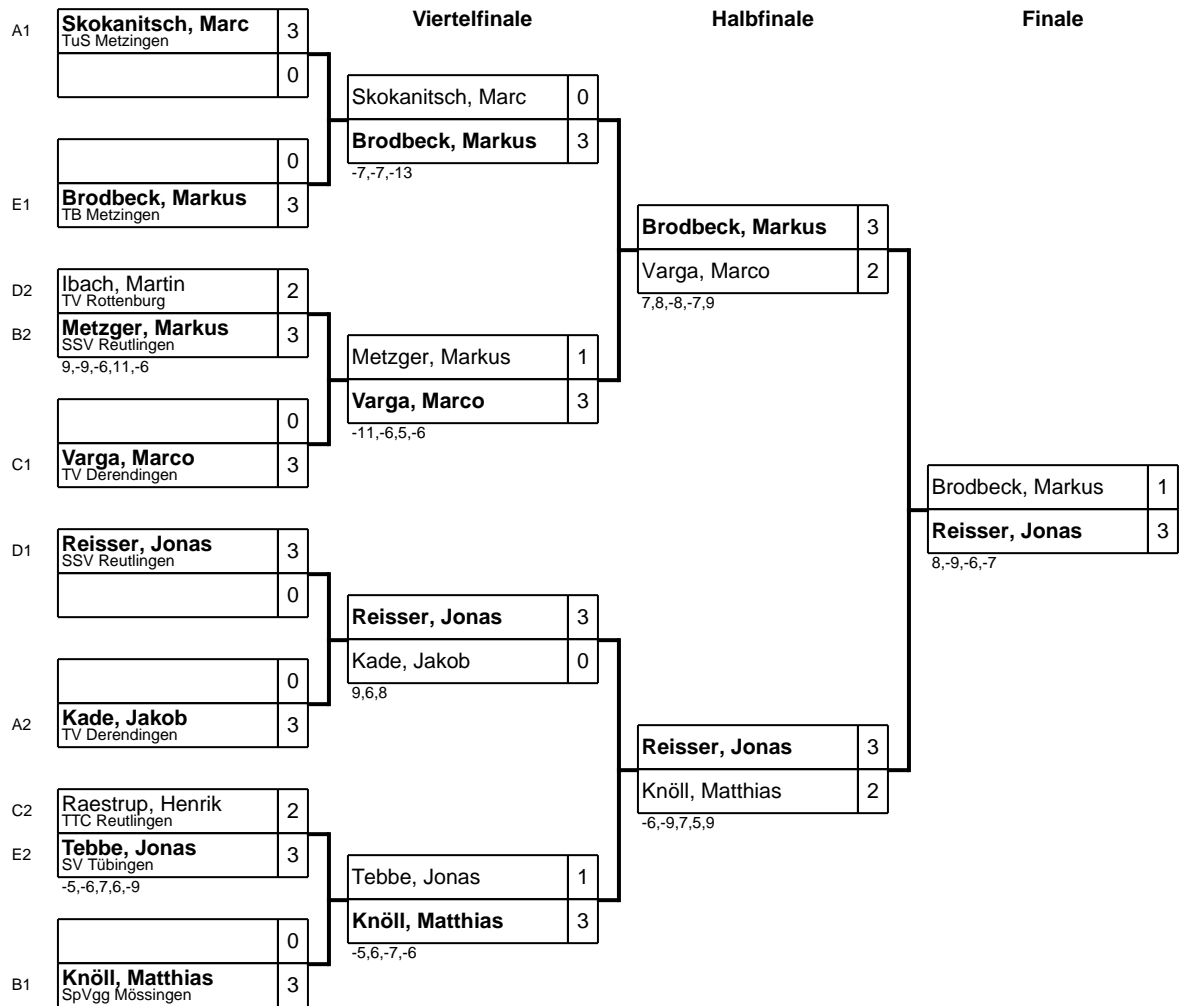 Viertelfinale
Halbfinale
Finale
A1
Skokanitsch, Marc 3
TuS Metzingen
0
0
E1
Brodbeck, Markus 3
TB Metzingen
D2
Ibach, Martin 2
TV Rottenburg
B2
Metzger, Markus 3
SSV Reutlingen
9,-9,-6,11,-6
0
C1
Varga, Marco 3
TV Derendingen
D1
Reisser, Jonas 3
SSV Reutlingen
0
0
A2
Kade, Jakob 3
TV Derendingen
C2
Raestrup, Henrik 2
TTC Reutlingen
E2
Tebbe, Jonas 3
SV Tübingen
-5,-6,7,6,-9
0
B1
Knöll, Matthias 3
SpVgg Mössingen
Skokanitsch, Marc 0
Brodbeck, Markus 3
-7,-7,-13
Metzger, Markus 1
Varga, Marco 3
-11,-6,5,-6
Reisser, Jonas 3
Kade, Jakob 0
9,6,8
Tebbe, Jonas 1
Knöll, Matthias 3
-5,6,-7,-6
Brodbeck, Markus 3
Varga, Marco 2
7,8,-8,-7,9
Reisser, Jonas 3
Knöll, Matthias 2
-6,-9,7,5,9
Brodbeck, Markus 1
Reisser, Jonas 3
8,-9,-6,-7